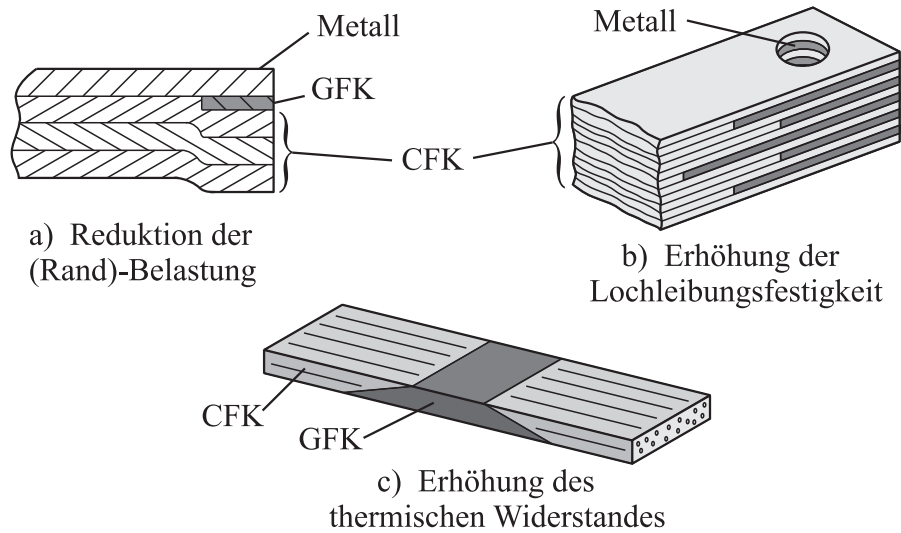 Metall
GFK
CFK
a) Reduktion der
(Rand)-Belastung
Metall
b) Erhöhung der
Lochleibungsfestigkeit
CFK
GFK
c) Erhöhung des
thermischen Widerstandes